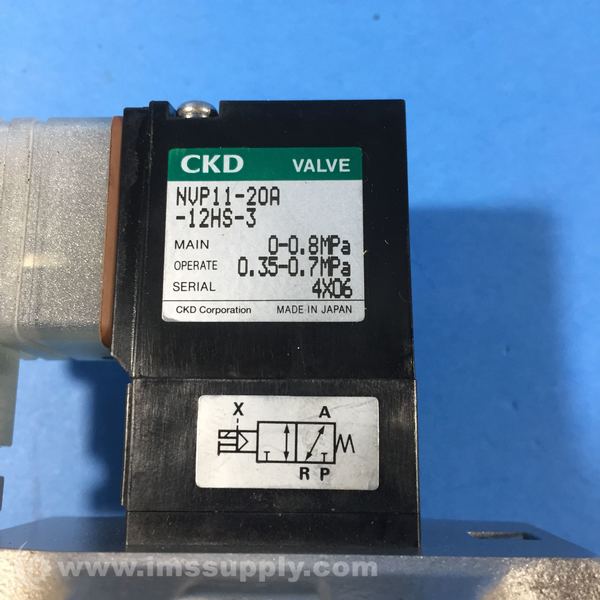 CKD VALVE
NVP11-20A
-12HS-3
MAIN 0-0.8MPa
OPERATE 0.35-0.7MPa
SERIAL 4X06
CKD Corporation MADE IN JAPAN
X A
R P
© www.imssupply.com